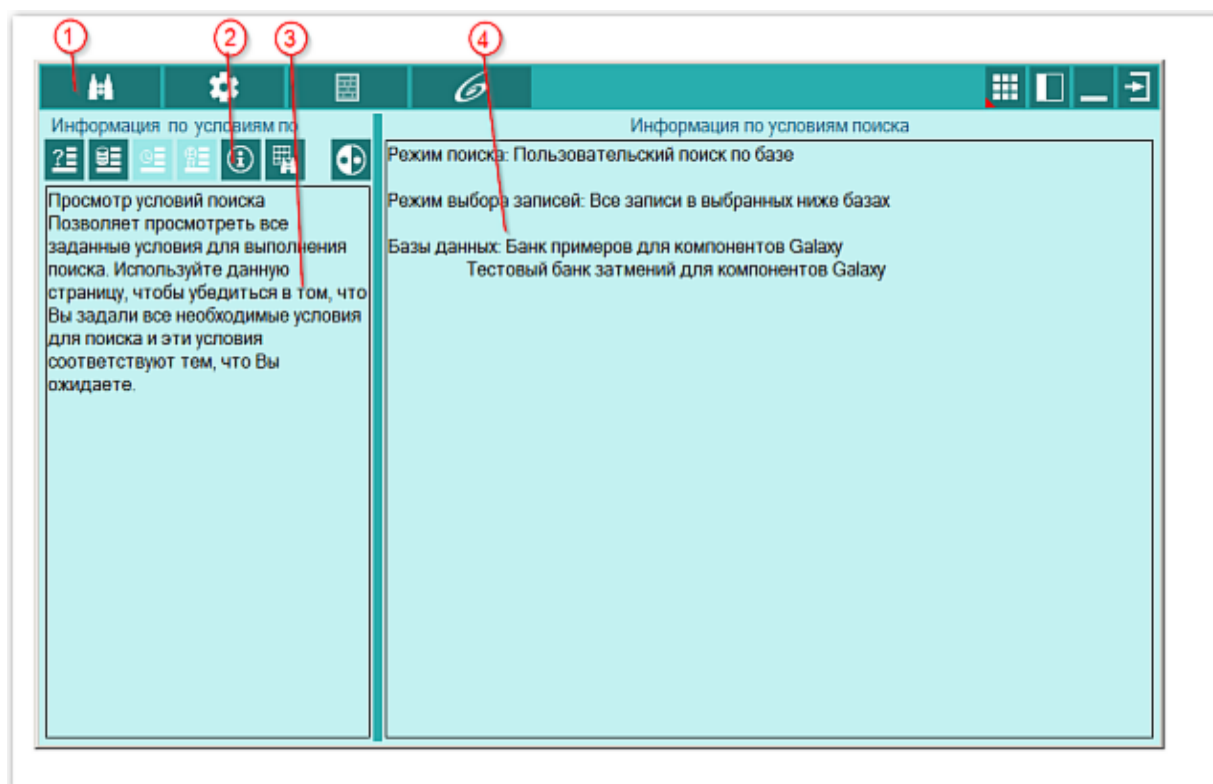 1
2
3
4
Информация по условиям по
Просмотр условий поиска
Позволяет просмотреть все
заданные условия для выполнения
поиска. Используйте данную
страницу, чтобы убедиться в том, что
Вы задали все необходимые условия
для поиска и эти условия
соответствуют тем, что Вы
ожидаете.
Информация по условиям поиска
Режим поиска: Пользовательский поиск по базе
Режим выбора записей: Все записи в выбранных ниже базах
Базы данных: Банк примеров для компонентов Galaxy
Тестовый банк затмений для компонентов Galaxy